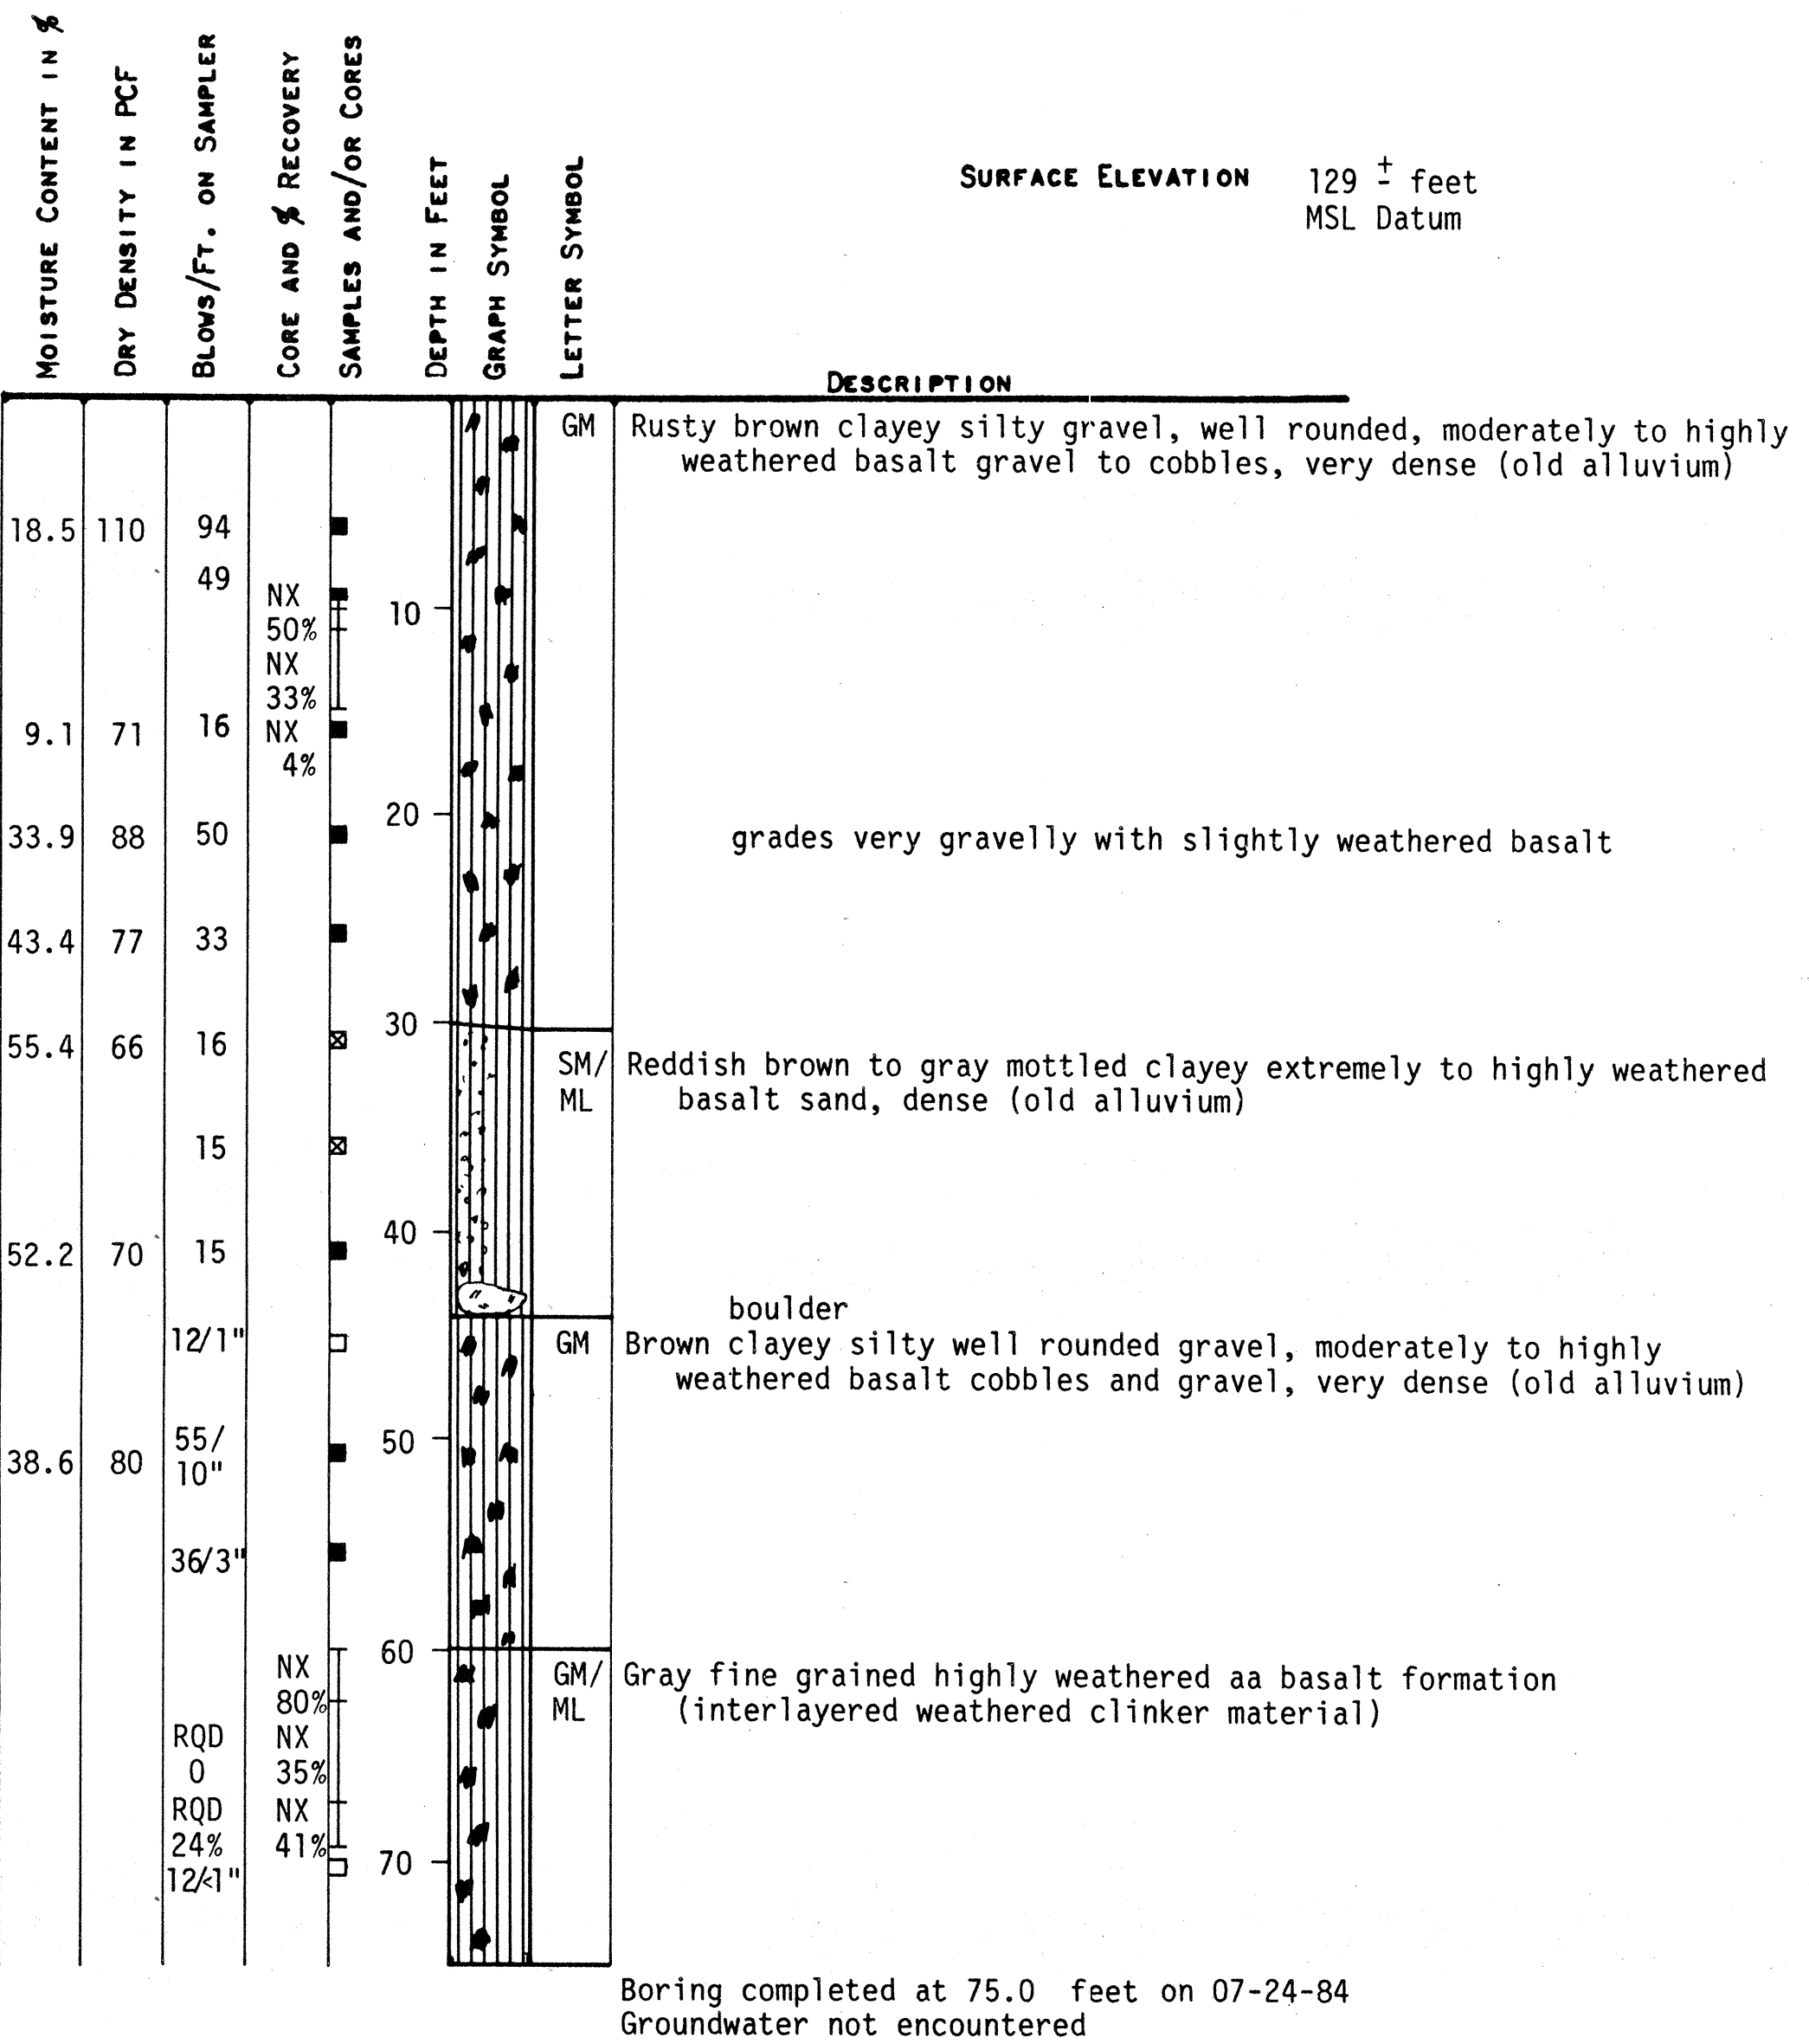 MOISTURE CONTENT IN %
DRY DENSITY IN PCF
BLOWS/FT. ON SAMPLER
CORE AND % RECOVERY
SAMPLES AND/OR CORES
DEPTH IN FEET
GRAPH SYMBOL
LETTER SYMBOL
SURFACE ELEVATION 129 ± feet
MSL Datum
DESCRIPTION
GM Rusty brown clayey silty gravel, well rounded, moderately to highly
weathered basalt gravel to cobbles, very dense (old alluvium)
18.5 110 94
49
NX
10
50%
NX
33%
9.1 71 16 NX
4%
20
33.9 88 50 grades very gravelly with slightly weathered basalt
43.4 77 33
30
55.4 66 16
SM/ Reddish brown to gray mottled clayey extremely to highly weathered
ML basalt sand, dense (old alluvium)
15
40
52.2 70 15
boulder
12/1" GM Brown clayey silty well rounded gravel, moderately to highly
weathered basalt cobbles and gravel, very dense (old alluvium)
55/ 50
38.6 80 10"
36/3"
60
NX GM/ Gray fine grained highly weathered aa basalt formation
80% ML (interlayered weathered clinker material)
RQD NX
0 35%
RQD NX
24% 41%
70
12/<1"
Boring completed at 75.0 feet on 07-24-84
Groundwater not encountered